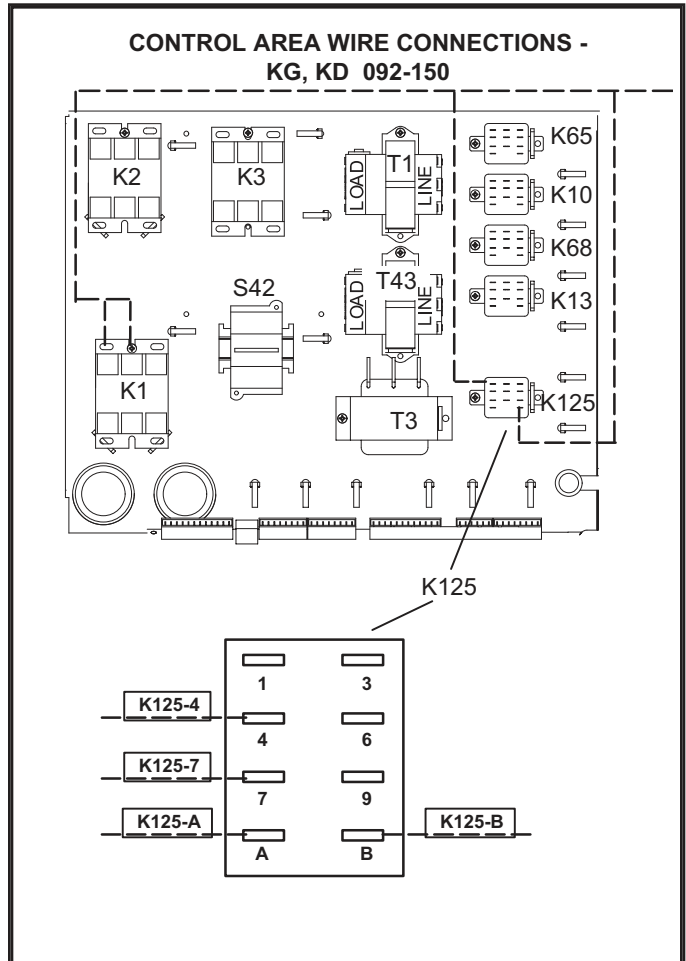 CONTROL AREA WIRE CONNECTIONS -
KG, KD 092-150
K2
K3
LOAD
T1
LINE
K65
K10
K68
K13
S42
LOAD
T43
LINE
K1
T3
K125
K125
1
3
K125-4
4
6
K125-7
7
9
K125-A
K125-B
A
B